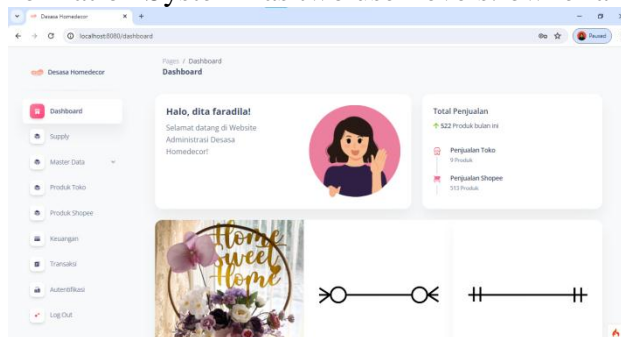 Desasa Homedecor
localhost:8080/dashboard
Paused
Desasa Homedecor
Pages / Dashboard
Dashboard
Dashboard
Supply
Master Data
Produk Toko
Produk Shopee
Keuangan
Transaksi
Autentifikasi
Log Out
Halo, dita faradila!
Selamat datang di Website
Administrasi Desasa
Homedecor!
Total Penjualan
522 Produk bulan ini
Penjualan Toko
9 Produk
Penjualan Shopee
513 Produk
Home
Sweet
Home